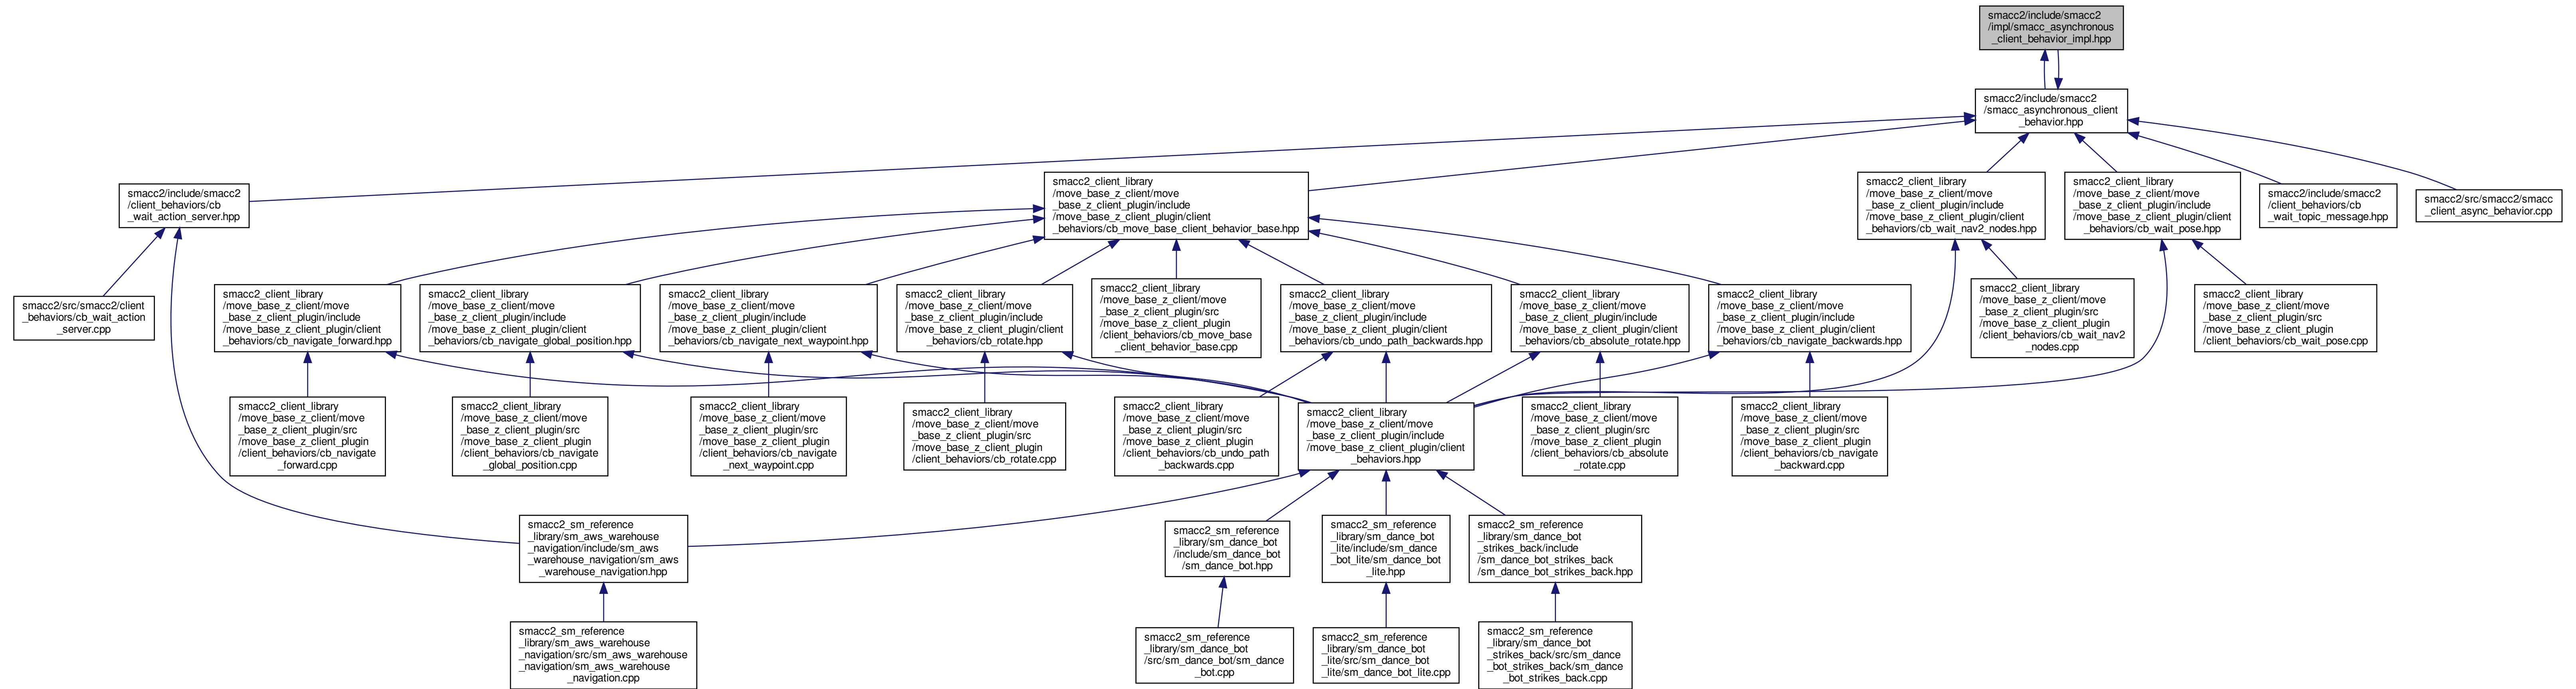 smacc2/include/smacc2
/impl/smacc_asynchronous
_client_behavior_impl.hpp
smacc2/include/smacc2
/smacc_asynchronous_client
_behavior.hpp
smacc2/include/smacc2
/client_behaviors/cb
_wait_action_server.hpp
smacc2_client_library
/move_base_z_client/move
_base_z_client_plugin/include
/move_base_z_client_plugin/client
_behaviors/cb_move_base_client_behavior_base.hpp
smacc2_client_library
/move_base_z_client/move
_base_z_client_plugin/include
/move_base_z_client_plugin/client
_behaviors/cb_wait_nav2_nodes.hpp
smacc2_client_library
/move_base_z_client/move
_base_z_client_plugin/include
/move_base_z_client_plugin/client
_behaviors/cb_wait_pose.hpp
smacc2/include/smacc2
/client_behaviors/cb
_wait_topic_message.hpp
smacc2/src/smacc2/smacc
_client_async_behavior.cpp
smacc2/src/smacc2/client
_behaviors/cb_wait_action
_server.cpp
smacc2_client_library
/move_base_z_client/move
_base_z_client_plugin/include
/move_base_z_client_plugin/client
_behaviors/cb_navigate_forward.hpp
smacc2_client_library
/move_base_z_client/move
_base_z_client_plugin/include
/move_base_z_client_plugin/client
_behaviors/cb_navigate_global_position.hpp
smacc2_client_library
/move_base_z_client/move
_base_z_client_plugin/include
/move_base_z_client_plugin/client
_behaviors/cb_navigate_next_waypoint.hpp
smacc2_client_library
/move_base_z_client/move
_base_z_client_plugin/include
/move_base_z_client_plugin/client
_behaviors/cb_rotate.hpp
smacc2_client_library
/move_base_z_client/move
_base_z_client_plugin/src
/move_base_z_client_plugin
/client_behaviors/cb_move_base
_client_behavior_base.cpp
smacc2_client_library
/move_base_z_client/move
_base_z_client_plugin/include
/move_base_z_client_plugin/client
_behaviors/cb_undo_path_backwards.hpp
smacc2_client_library
/move_base_z_client/move
_base_z_client_plugin/include
/move_base_z_client_plugin/client
_behaviors/cb_absolute_rotate.hpp
smacc2_client_library
/move_base_z_client/move
_base_z_client_plugin/include
/move_base_z_client_plugin/client
_behaviors/cb_navigate_backwards.hpp
smacc2_client_library
/move_base_z_client/move
_base_z_client_plugin/src
/move_base_z_client_plugin
/client_behaviors/cb_wait_nav2
_nodes.cpp
smacc2_client_library
/move_base_z_client/move
_base_z_client_plugin/src
/move_base_z_client_plugin
/client_behaviors/cb_wait_pose.cpp
smacc2_client_library
/move_base_z_client/move
_base_z_client_plugin/src
/move_base_z_client_plugin
/client_behaviors/cb_navigate
_forward.cpp
smacc2_client_library
/move_base_z_client/move
_base_z_client_plugin/src
/move_base_z_client_plugin
/client_behaviors/cb_navigate
_global_position.cpp
smacc2_client_library
/move_base_z_client/move
_base_z_client_plugin/src
/move_base_z_client_plugin
/client_behaviors/cb_navigate
_next_waypoint.cpp
smacc2_client_library
/move_base_z_client/move
_base_z_client_plugin/src
/move_base_z_client_plugin
/client_behaviors/cb_rotate.cpp
smacc2_client_library
/move_base_z_client/move
_base_z_client_plugin/src
/move_base_z_client_plugin
/client_behaviors/cb_undo_path
_backwards.cpp
smacc2_client_library
/move_base_z_client/move
_base_z_client_plugin/include
/move_base_z_client_plugin/client
_behaviors.hpp
smacc2_client_library
/move_base_z_client/move
_base_z_client_plugin/src
/move_base_z_client_plugin
/client_behaviors/cb_absolute
_rotate.cpp
smacc2_client_library
/move_base_z_client/move
_base_z_client_plugin/src
/move_base_z_client_plugin
/client_behaviors/cb_navigate
_backward.cpp
smacc2_sm_reference
_library/sm_aws_warehouse
_navigation/include/sm_aws
_warehouse_navigation/sm_aws
_warehouse_navigation.hpp
smacc2_sm_reference
_library/sm_dance_bot
/include/sm_dance_bot
/sm_dance_bot.hpp
smacc2_sm_reference
_library/sm_dance_bot
_lite/include/sm_dance
_bot_lite/sm_dance_bot
_lite.hpp
smacc2_sm_reference
_library/sm_dance_bot
_strikes_back/include
/sm_dance_bot_strikes_back
/sm_dance_bot_strikes_back.hpp
smacc2_sm_reference
_library/sm_aws_warehouse
_navigation/src/sm_aws_warehouse
_navigation/sm_aws_warehouse
_navigation.cpp
smacc2_sm_reference
_library/sm_dance_bot
/src/sm_dance_bot/sm_dance
_bot.cpp
smacc2_sm_reference
_library/sm_dance_bot
_lite/src/sm_dance_bot
_lite/sm_dance_bot_lite.cpp
smacc2_sm_reference
_library/sm_dance_bot
_strikes_back/src/sm_dance
_bot_strikes_back/sm_dance
_bot_strikes_back.cpp